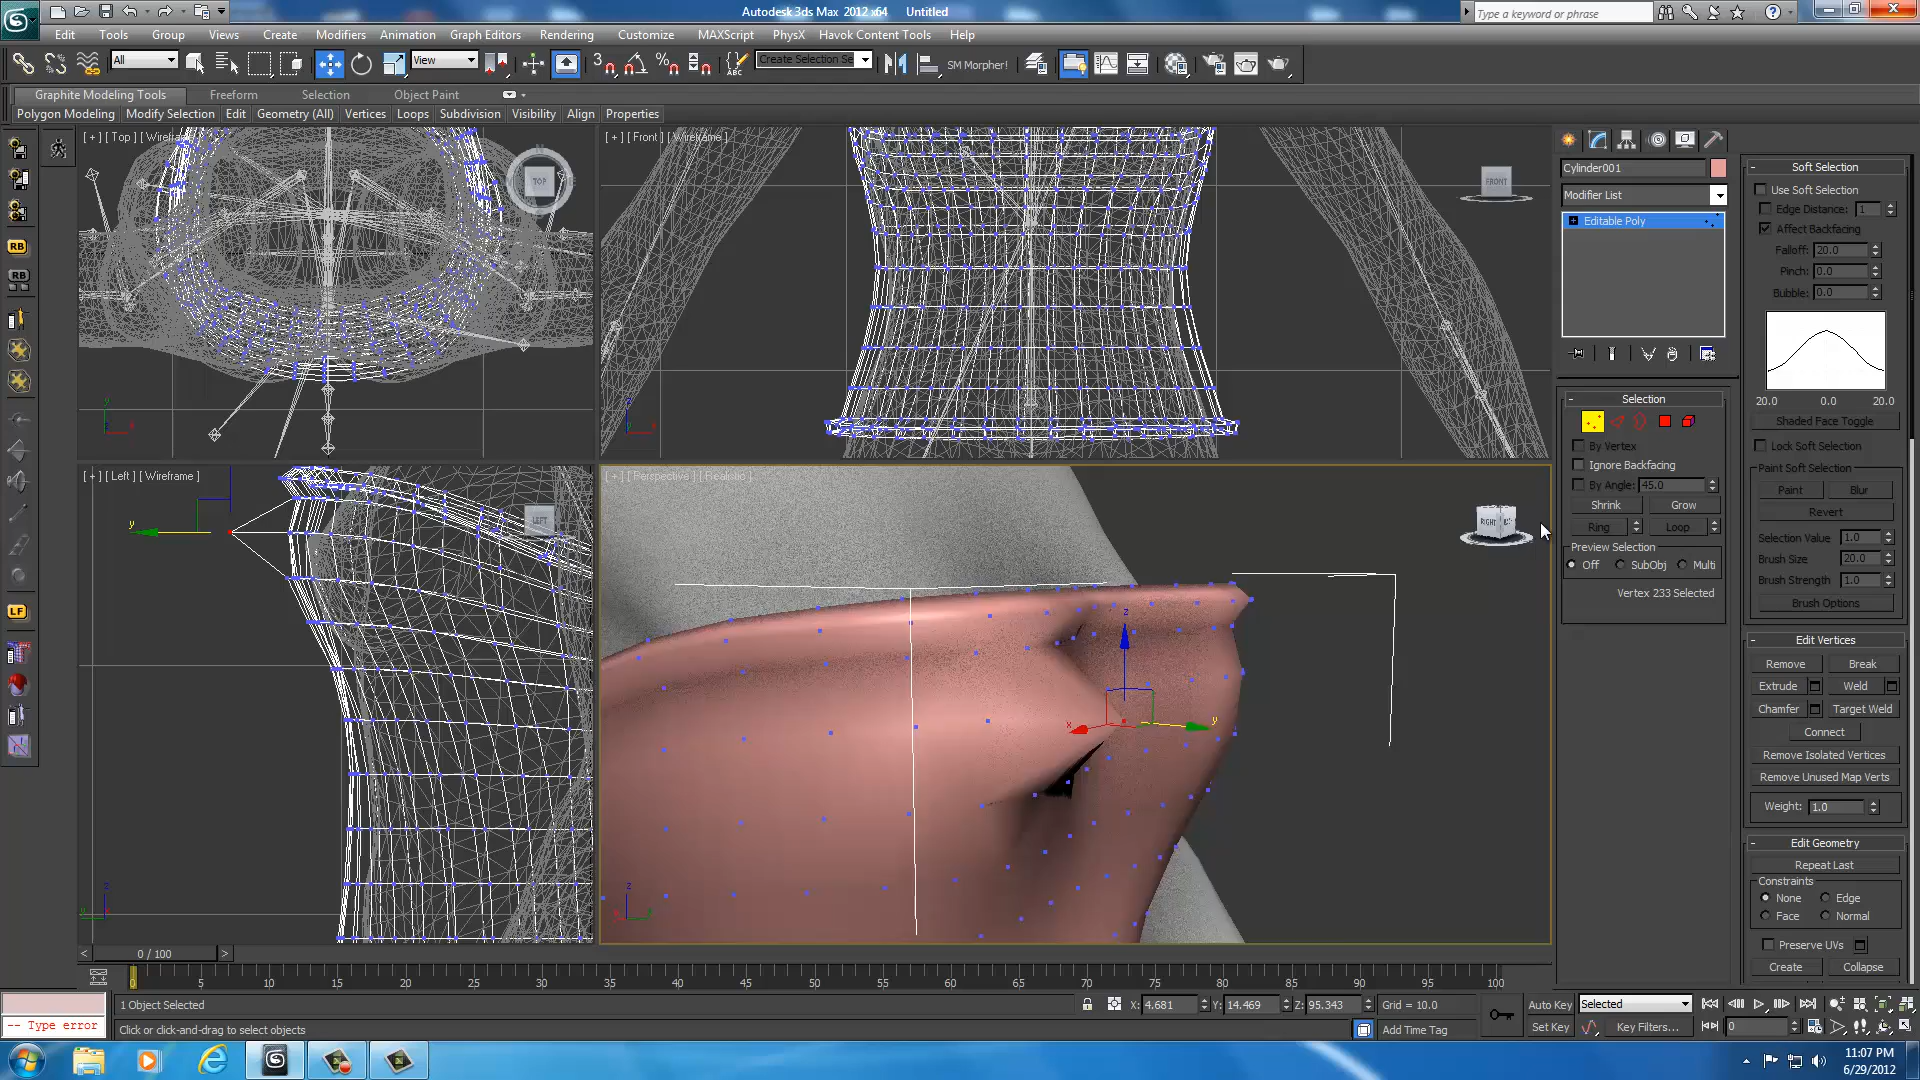 Autodesk 3ds Max 2012 x64 Untitled
Type a keyword or phrase
Edit Tools Group Views Create Modifiers Animation Graph Editors Rendering Customize MAXScript PhysX Havok Content Tools Help
All
View
3
ABC
Create Selection Se
SM Morpher!
Graphite Modeling Tools Freeform Selection Object Paint
Polygon Modeling Modify Selection Edit Geometry (All) Vertices Loops Subdivision Visibility Align Properties
[ + ] [ Top ] [ Wirefram
TOP
[ + ] [ Front ] [ Wireframe ]
FRONT
[ + ] [ Left ] [ Wireframe ]
LEFT
[ + ] [ Perspective ] [ Realistic ]
RIGHT
RB
RB
LF
Cylinder001
Modifier List
Editable Poly
Selection
By Vertex
Ignore Backfacing
By Angle: 45.0
Shrink Grow
Ring Loop
Preview Selection
Off SubObj Multi
Vertex 233 Selected
Soft Selection
Use Soft Selection
Edge Distance: 1
Affect Backfacing
Falloff: 20.0
Pinch: 0.0
Bubble: 0.0
20.0 0.0 20.0
Shaded Face Toggle
Lock Soft Selection
Paint Soft Selection
Paint Blur
Revert
Selection Value 1.0
Brush Size 20.0
Brush Strength 1.0
Brush Options
Edit Vertices
Remove Break
Extrude Weld
Chamfer Target Weld
Connect
Remove Isolated Vertices
Remove Unused Map Verts
Weight: 1.0
Edit Geometry
Repeat Last
Constraints
None Edge
Face Normal
Preserve UVs
Create Collapse
< 0 / 100 >
0 5 10 15 20 25 30 35 40 45 50 55 60 65 70 75 80 85 90 95 100
1 Object Selected
X: 4.681 Y: 14.469 Z: 95.343 Grid = 10.0
Auto Key Selected
-- Type error
Click or click-and-drag to select objects
Add Time Tag
Set Key Key Filters... 0
11:07 PM
6/29/2012